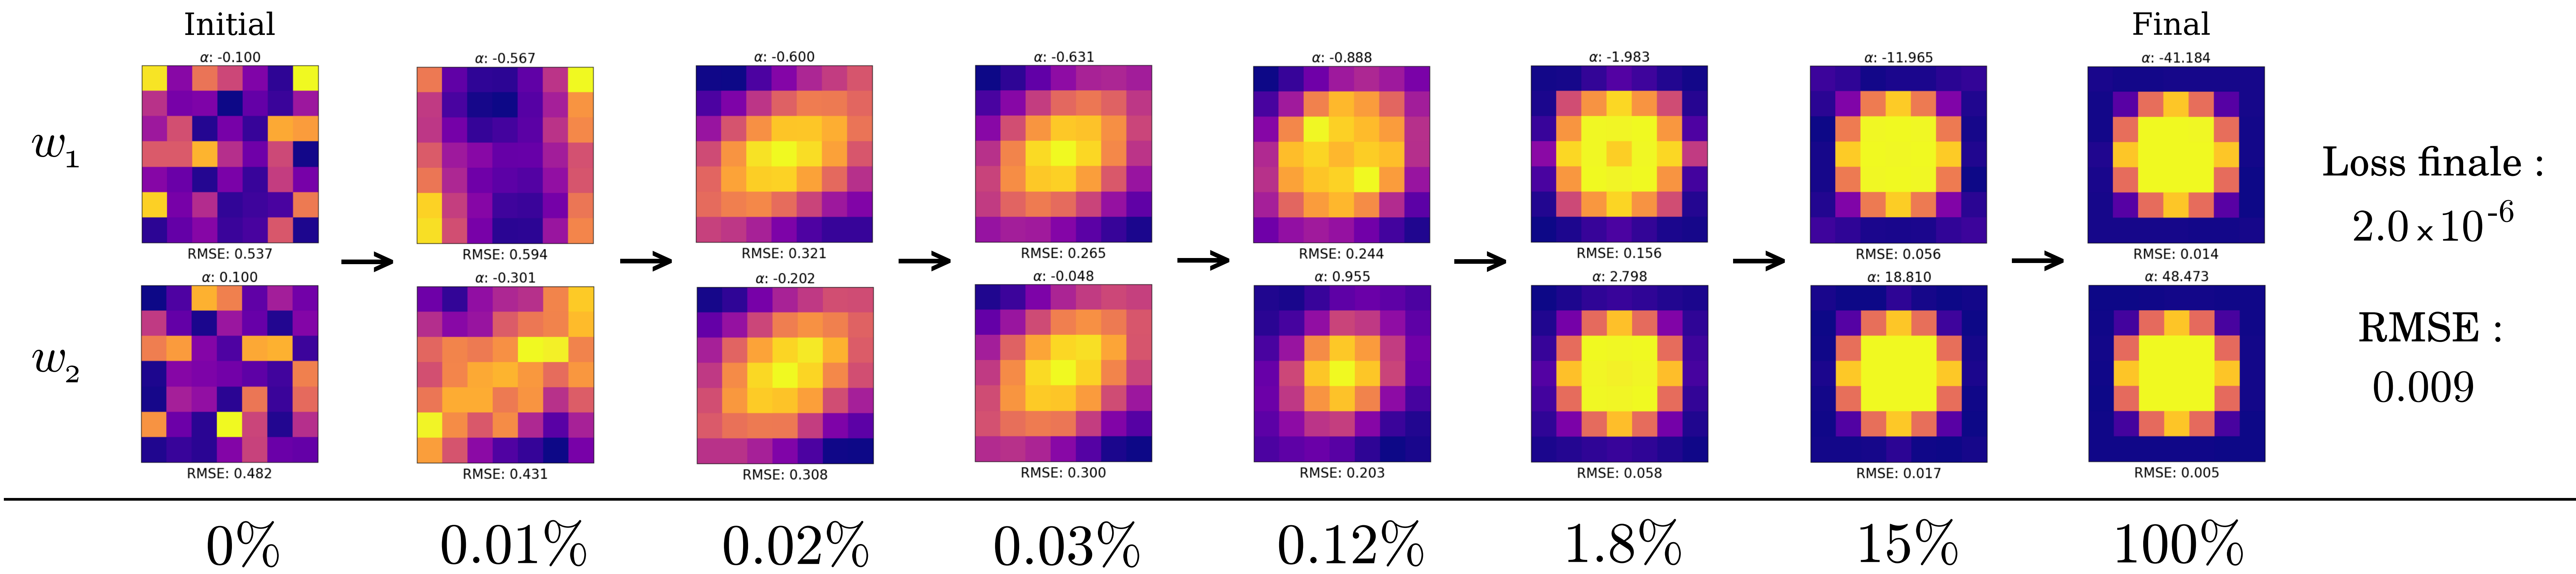 Initial
Final
α: -0.100
α: -0.567
α: -0.600
α: -0.631
α: -0.888
α: -1.983
α: -11.965
α: -41.184
w₁
RMSE: 0.537
RMSE: 0.594
RMSE: 0.321
RMSE: 0.265
RMSE: 0.244
RMSE: 0.156
RMSE: 0.056
RMSE: 0.014
α: 0.100
α: -0.301
α: -0.202
α: -0.048
α: 0.955
α: 2.798
α: 18.810
α: 48.473
w₂
RMSE: 0.482
RMSE: 0.431
RMSE: 0.308
RMSE: 0.300
RMSE: 0.203
RMSE: 0.058
RMSE: 0.017
RMSE: 0.005
Loss finale :
2.0×10⁻⁶
RMSE :
0.009
0%
0.01%
0.02%
0.03%
0.12%
1.8%
15%
100%